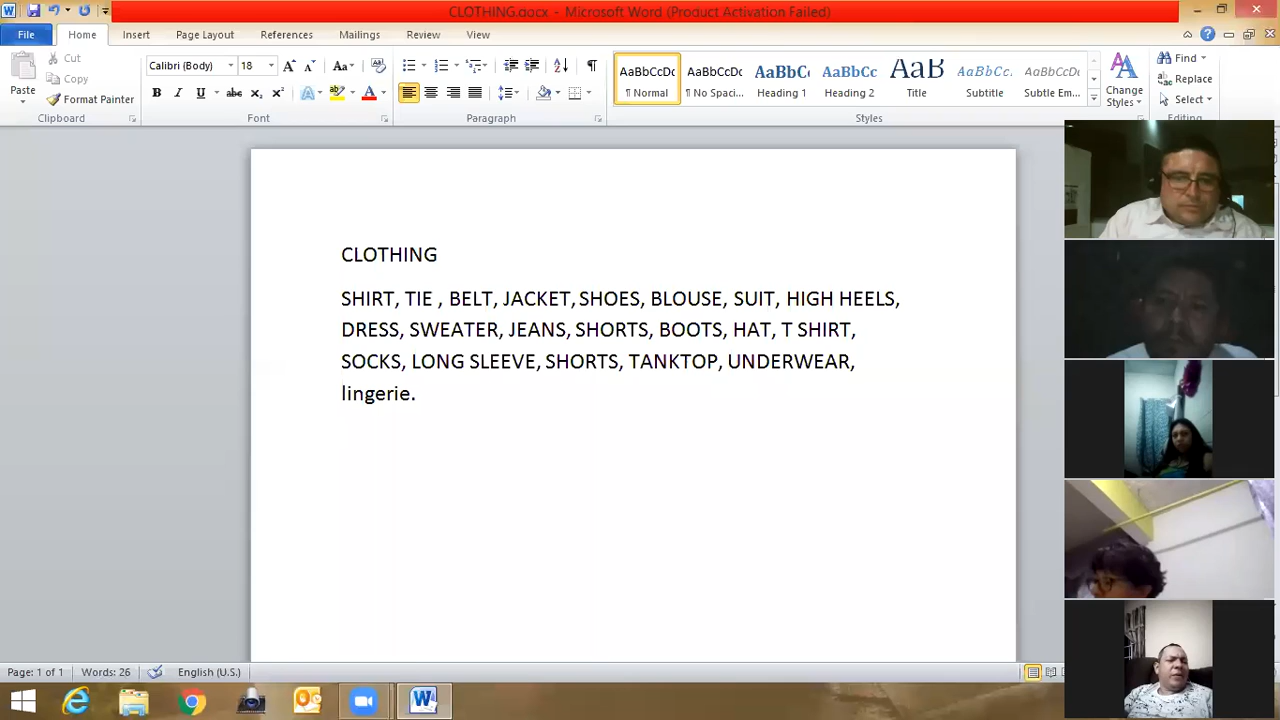 CLOTHING.docx - Microsoft Word (Product Activation Failed)
File Home Insert Page Layout References Mailings Review View
Cut
Copy
Paste
Format Painter
Clipboard
Calibri (Body) 18
Font
Paragraph
AaBbCcDc AaBbCcDc AaBbC AaBbCc AaB AaBbCc. AaBbCcDc
¶ Normal ¶ No Spaci... Heading 1 Heading 2 Title Subtitle Subtle Em...
Change Styles
Styles
Find
Replace
Select
Editing
CLOTHING
SHIRT, TIE , BELT, JACKET, SHOES, BLOUSE, SUIT, HIGH HEELS,
DRESS, SWEATER, JEANS, SHORTS, BOOTS, HAT, T SHIRT,
SOCKS, LONG SLEEVE, SHORTS, TANKTOP, UNDERWEAR,
lingerie.
Page: 1 of 1 Words: 26 English (U.S.)